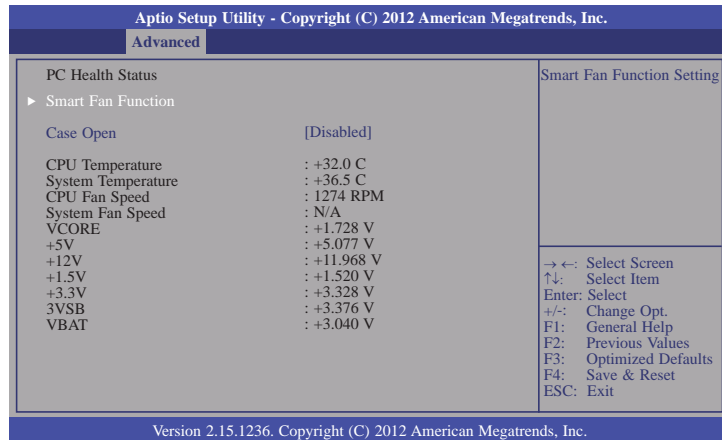 Aptio Setup Utility - Copyright (C) 2012 American Megatrends, Inc.
Advanced
PC Health Status
► Smart Fan Function
Case Open [Disabled]
CPU Temperature : +32.0 C
System Temperature : +36.5 C
CPU Fan Speed : 1274 RPM
System Fan Speed : N/A
VCORE : +1.728 V
+5V : +5.077 V
+12V : +11.968 V
+1.5V : +1.520 V
+3.3V : +3.328 V
3VSB : +3.376 V
VBAT : +3.040 V
Smart Fan Function Setting
→ ←: Select Screen
↑↓: Select Item
Enter: Select
+/-: Change Opt.
F1: General Help
F2: Previous Values
F3: Optimized Defaults
F4: Save & Reset
ESC: Exit
Version 2.15.1236. Copyright (C) 2012 American Megatrends, Inc.